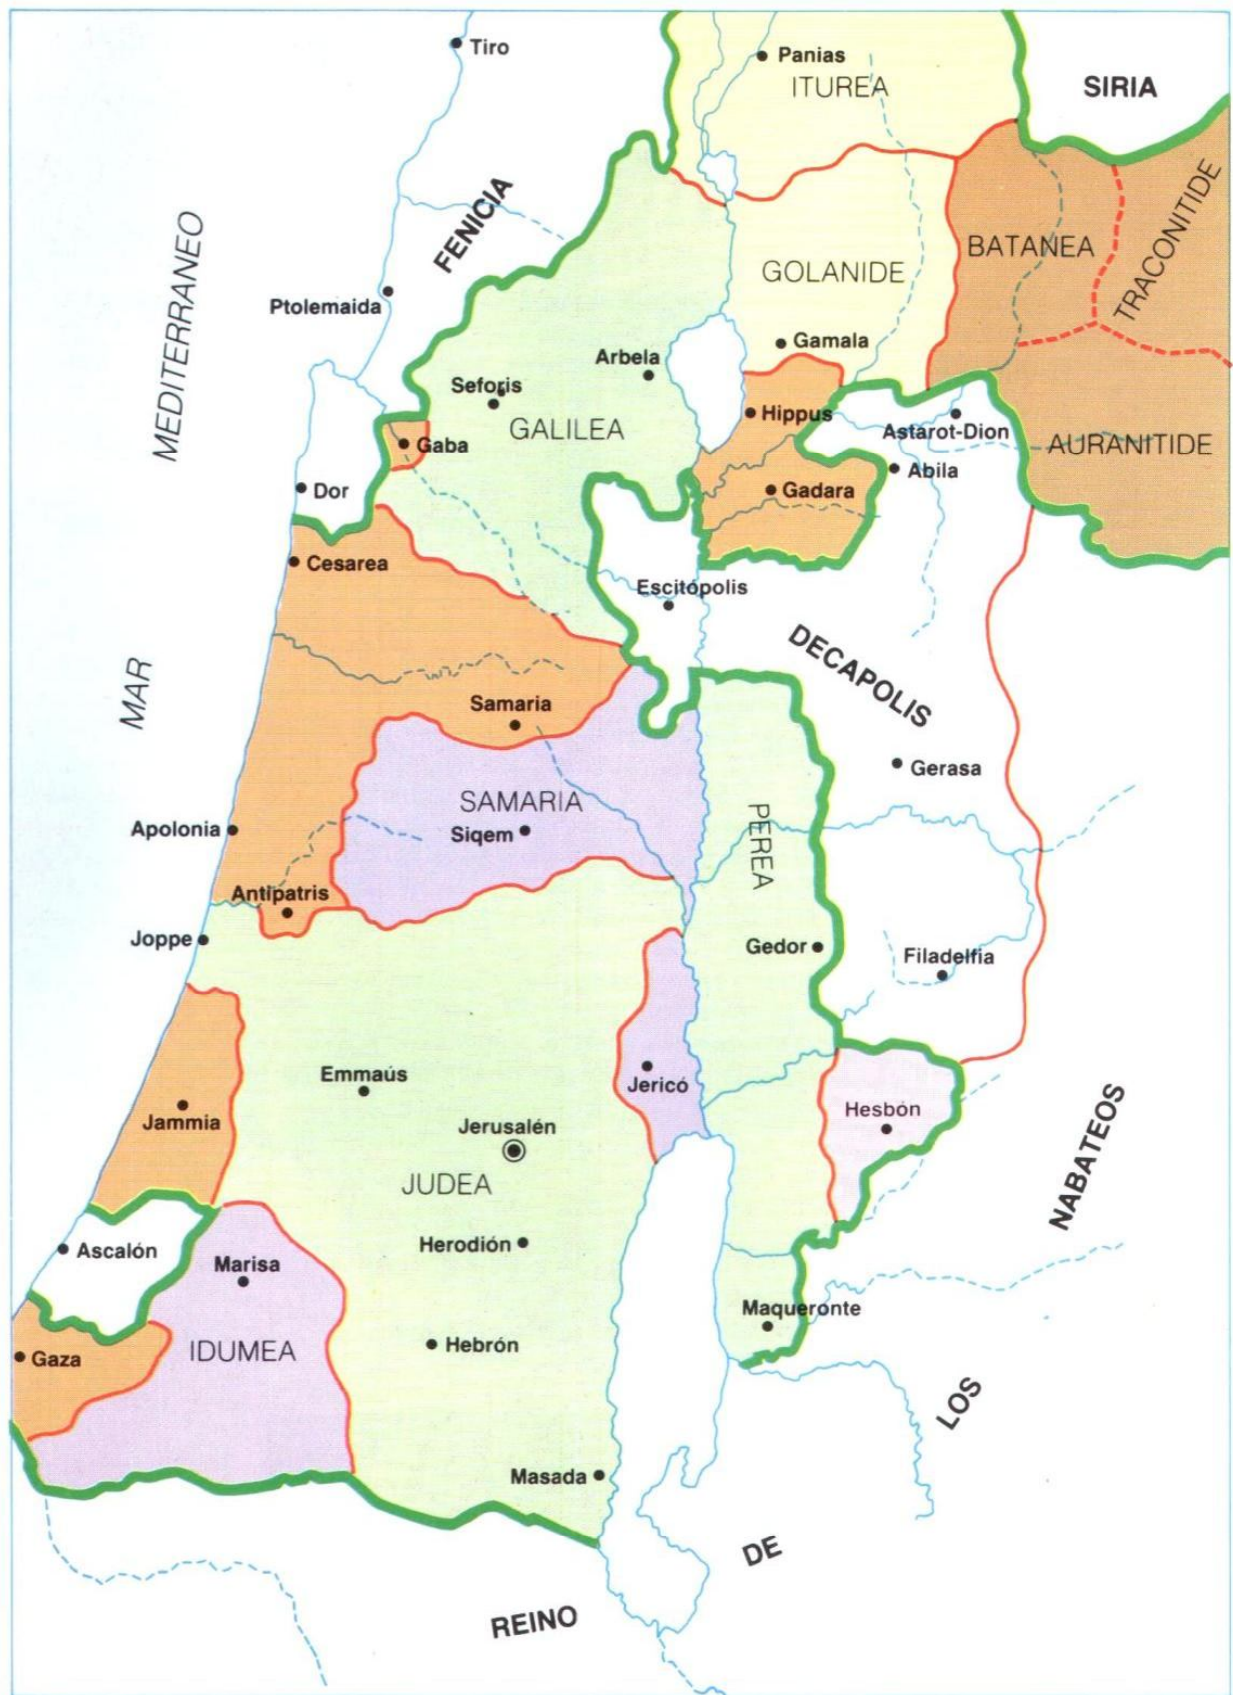 Tiro
Panias
ITUREA
SIRIA
FENICIA
MEDITERRANEO
TRACONITIDE
BATANEA
GOLANIDE
Ptolemaida
Gamala
Arbela
Seforis
GALILEA
Hippus
Astarot-Dion
AURANITIDE
Gaba
Abila
Dor
Gadara
Cesarea
Escitópolis
DECAPOLIS
MAR
Samaria
Gerasa
SAMARIA
PEREA
Apolonia
Siqem
Antipatris
Joppe
Gedor
Filadelfia
Emmaús
Jericó
Jammia
Hesbón
Jerusalén
NABATEOS
JUDEA
Ascalón
Herodión
Marisa
Maqueronte
IDUMEA
Hebrón
Gaza
LOS
Masada
DE
REINO